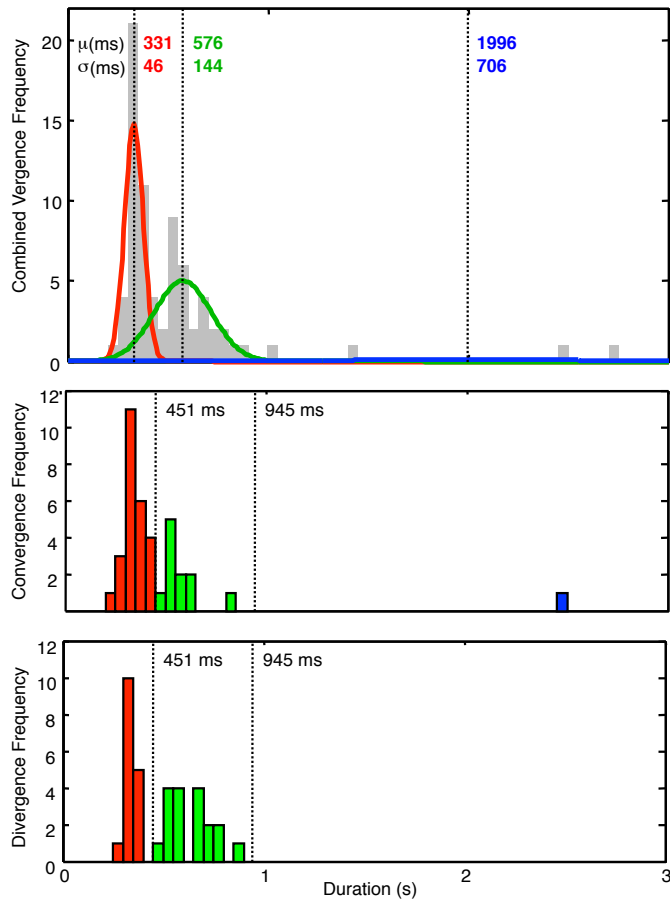 Combined Vergence Frequency
20
15
10
5
0
μ(ms) 331 576 1996
σ(ms) 46 144 706
Convergence Frequency
12
10
8
6
4
2
451 ms 945 ms
Divergence Frequency
12
10
8
6
4
2
0
451 ms 945 ms
0 1 2 3
Duration (s)